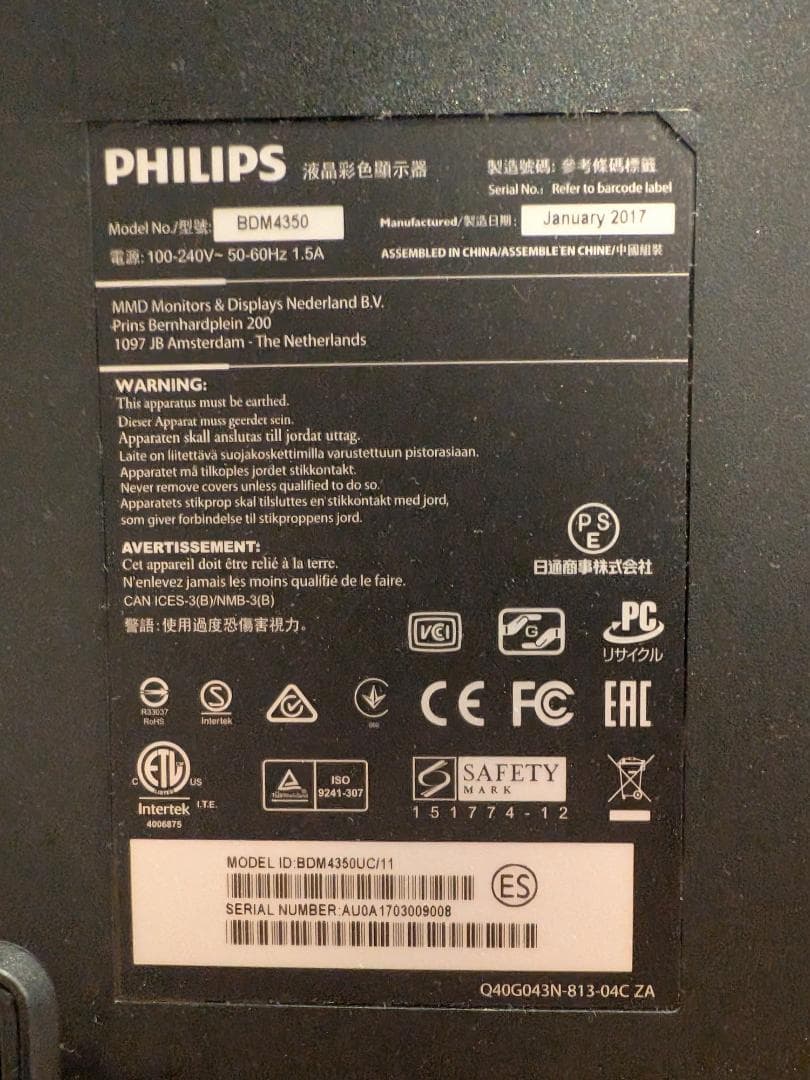 PHILIPS 液晶彩色顯示器
製造號碼: 參考條碼標籤
Serial No.: Refer to barcode label
Model No./型號: BDM4350
Manufactured/製造日期: January 2017
電源: 100-240V~ 50-60Hz 1.5A
ASSEMBLED IN CHINA/ASSEMBLE EN CHINE/中國組裝
MMD Monitors & Displays Nederland B.V.
Prins Bernhardplein 200
1097 JB Amsterdam - The Netherlands
WARNING:
This apparatus must be earthed.
Dieser Apparat muss geerdet sein.
Apparaten skall anslutas till jordat uttag.
Laite on liitettävä suojakoskettimilla varustettuun pistorasiaan.
Apparatet må tilkoples jordet stikkontakt.
Never remove covers unless qualified to do so.
Apparatets stikprop skal tilsluttes en stikkontakt med jord,
som giver forbindelse til stikproppens jord.
PS
E
日通商事株式会社
AVERTISSEMENT:
Cet appareil doit être relié à la terre.
N'enlevez jamais les moins qualifié de le faire.
CAN ICES-3(B)/NMB-3(B)
警語: 使用過度恐傷害視力。
VCI
G
PC
リサイクル
R33037
RoHS
S
Intertek
CE
FC
EAC
C ETL US
Intertek I.T.E.
4006875
ISO
9241-307
SAFETY
MARK
151774-12
MODEL ID:BDM4350UC/11
ES
SERIAL NUMBER:AU0A1703009008
Q40G043N-813-04C ZA